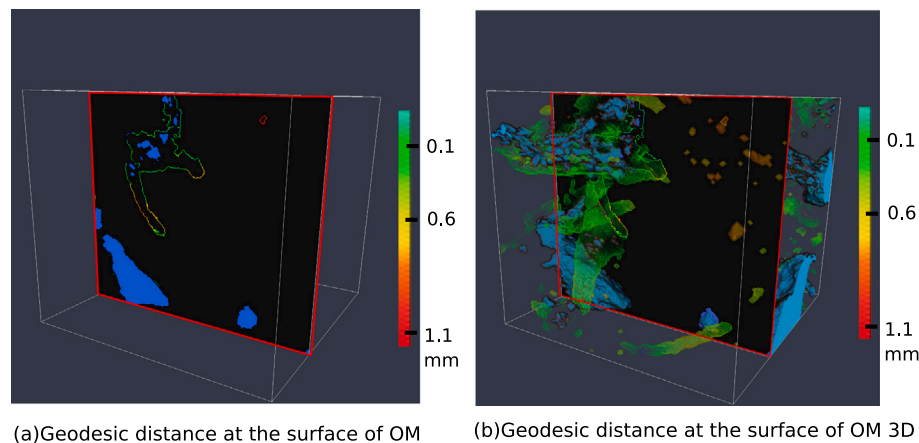 0.1
0.6
1.1
mm
0.1
0.6
1.1
mm
(a)Geodesic distance at the surface of OM
(b)Geodesic distance at the surface of OM 3D